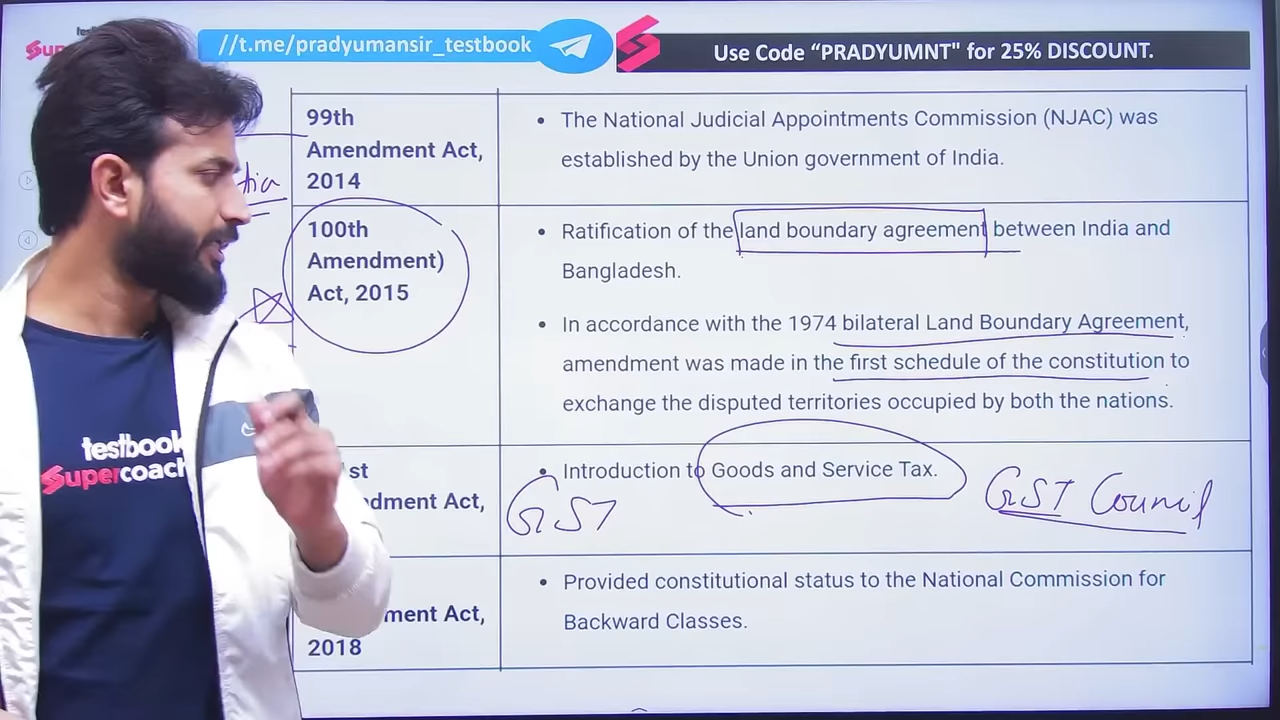 //t.me/pradyumansir_testbook
Use Code “PRADYUMNT" for 25% DISCOUNT.
99th
Amendment Act,
2014
• The National Judicial Appointments Commission (NJAC) was
established by the Union government of India.
100th
Amendment)
Act, 2015
• Ratification of the land boundary agreement between India and
Bangladesh.
• In accordance with the 1974 bilateral Land Boundary Agreement,
amendment was made in the first schedule of the constitution to
exchange the disputed territories occupied by both the nations.
1st
dment Act,
• Introduction to Goods and Service Tax.
GST
GST Council
ment Act,
2018
• Provided constitutional status to the National Commission for
Backward Classes.
testbook
Supercoach